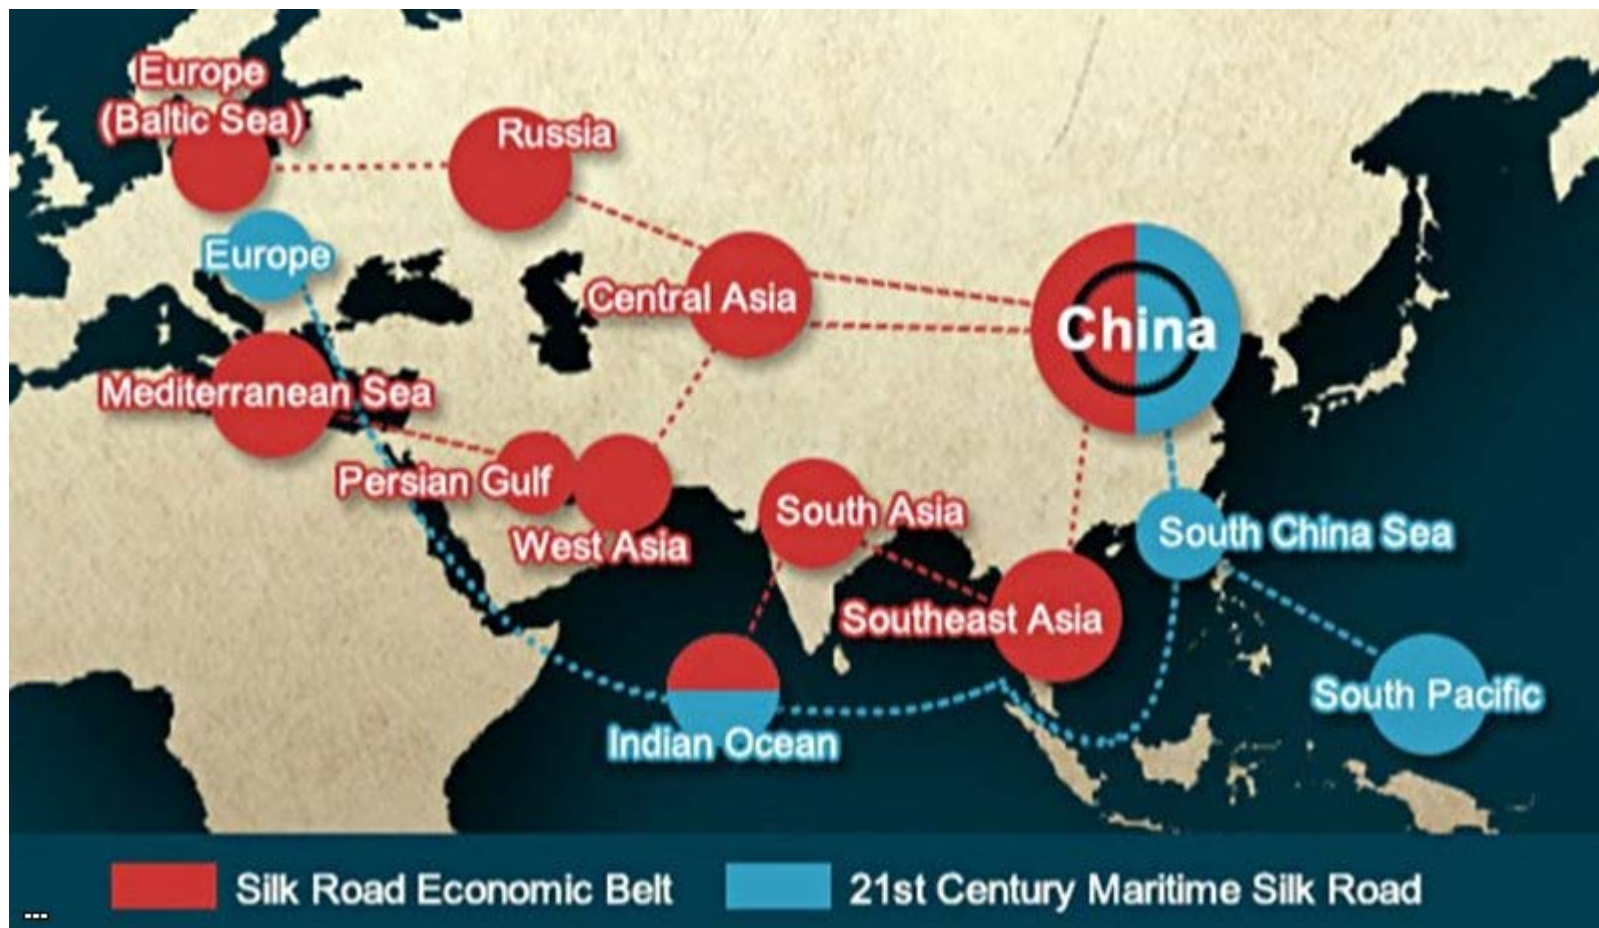 Europe
(Baltic Sea)
Russia
Europe
Central Asia
China
Mediterranean Sea
Persian Gulf
West Asia
South Asia
South China Sea
Southeast Asia
South Pacific
Indian Ocean
Silk Road Economic Belt
21st Century Maritime Silk Road
...